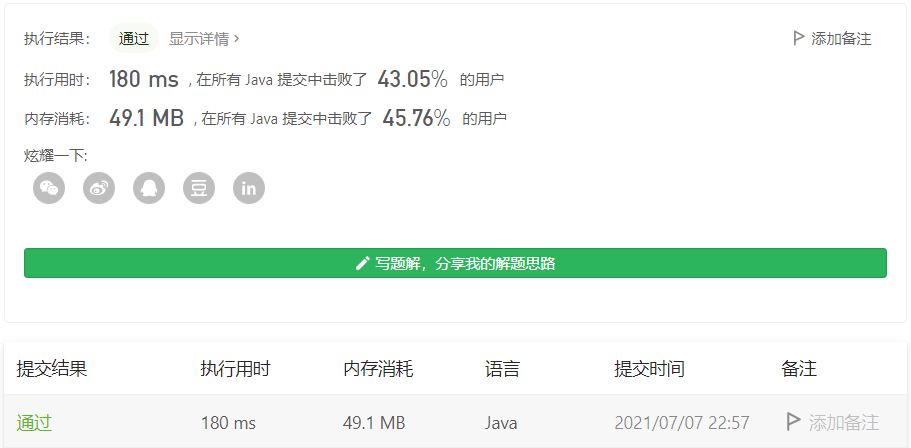 执行结果： 通过 显示详情 › 添加备注
执行用时： 180 ms , 在所有 Java 提交中击败了 43.05% 的用户
内存消耗： 49.1 MB , 在所有 Java 提交中击败了 45.76% 的用户
炫耀一下:
豆 in
写题解，分享我的解题思路
提交结果 执行用时 内存消耗 语言 提交时间 备注
通过 180 ms 49.1 MB Java 2021/07/07 22:57 添加备注